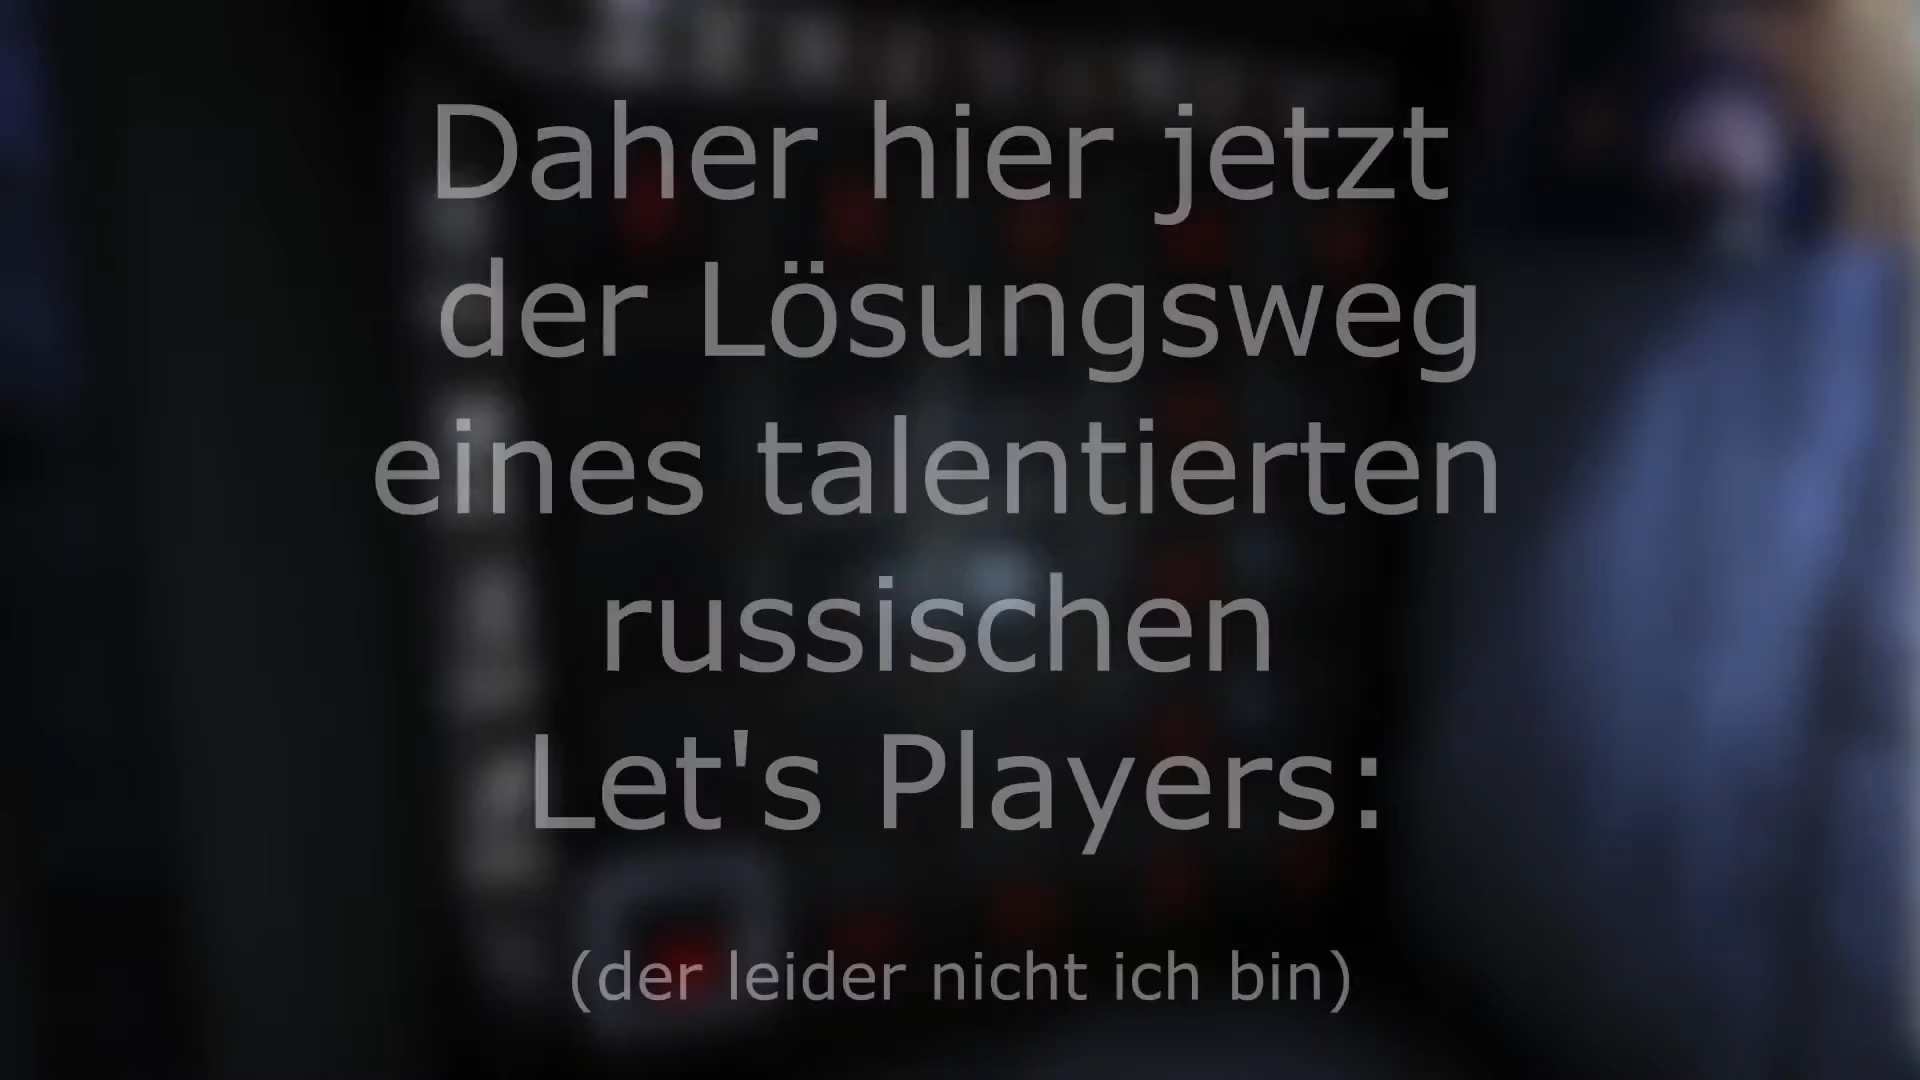 Daher hier jetzt
der Lösungsweg
eines talentierten
russischen
Let's Players:
(der leider nicht ich bin)